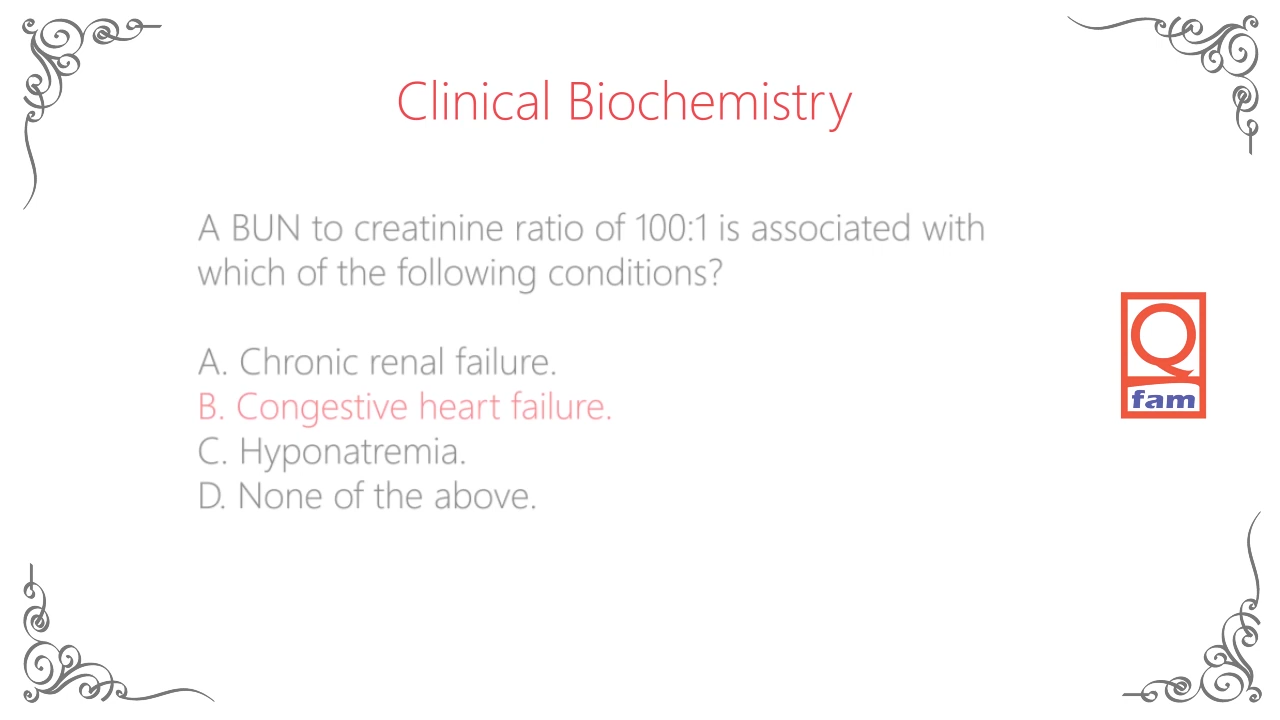 Clinical Biochemistry
A BUN to creatinine ratio of 100:1 is associated with
which of the following conditions?
A. Chronic renal failure.
B. Congestive heart failure.
C. Hyponatremia.
D. None of the above.
Q
fam